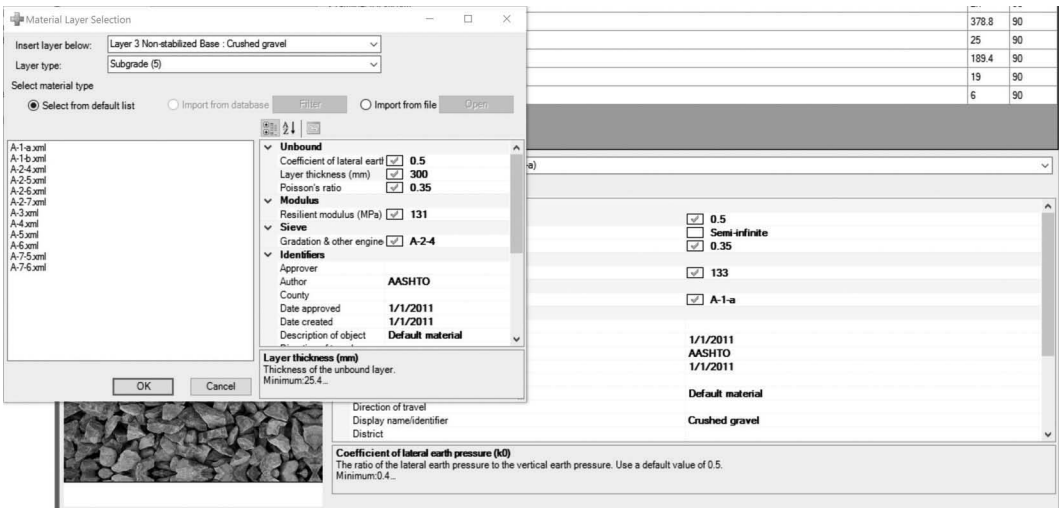 Material Layer Selection
Insert layer below: Layer 3 Non-stabilized Base : Crushed gravel
Layer type: Subgrade (5)
Select material type
Select from default list Import from database Filter Import from file Open
A-1-a.xml
A-1-b.xml
A-2-4.xml
A-2-5.xml
A-2-6.xml
A-2-7.xml
A-3.xml
A-4.xml
A-5.xml
A-6.xml
A-7-5.xml
A-7-6.xml
Unbound
Coefficient of lateral earth 0.5
Layer thickness (mm) 300
Poisson's ratio 0.35
Modulus
Resilient modulus (MPa) 131
Sieve
Gradation & other engine A-2-4
Identifiers
Approver
Author AASHTO
County
Date approved 1/1/2011
Date created 1/1/2011
Description of object Default material
Layer thickness (mm)
Thickness of the unbound layer.
Minimum:25.4...
OK Cancel
378.8 90
25 90
189.4 90
19 90
6 90
-a)
0.5
Semi-infinite
0.35
133
A-1-a
1/1/2011
AASHTO
1/1/2011
Default material
Direction of travel
Display name/identifier Crushed gravel
District
Coefficient of lateral earth pressure (k0)
The ratio of the lateral earth pressure to the vertical earth pressure. Use a default value of 0.5.
Minimum:0.4...